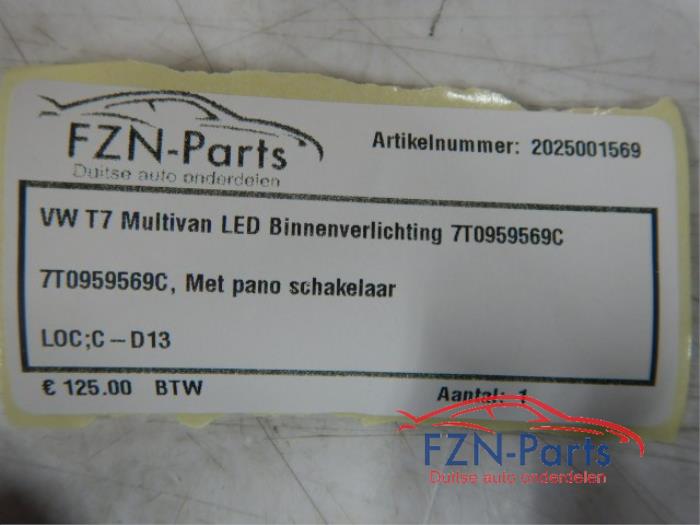 FZN-Parts
Duitse auto onderdelen
Artikelnummer: 2025001569
VW T7 Multivan LED Binnenverlichting 7T0959569C
7T0959569C, Met pano schakelaar
LOC;C-D13
€ 125.00 BTW
Aantal: 1
FZN-Parts
Duitse auto onderdelen